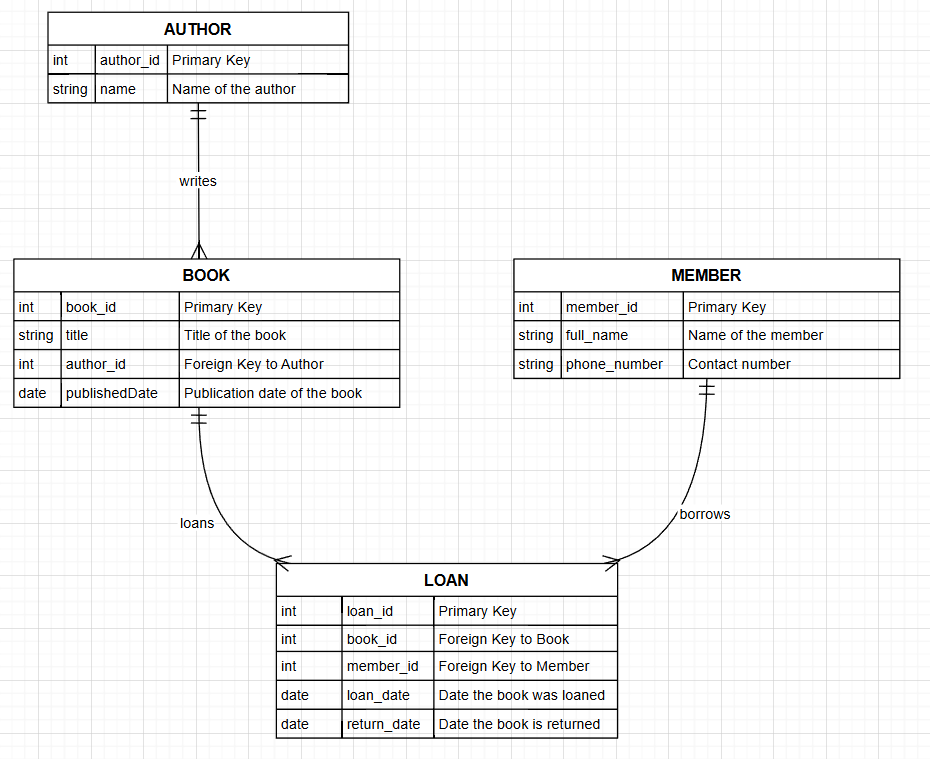 AUTHOR
int author_id Primary Key
string name Name of the author
writes
BOOK
int book_id Primary Key
string title Title of the book
int author_id Foreign Key to Author
date publishedDate Publication date of the book
MEMBER
int member_id Primary Key
string full_name Name of the member
string phone_number Contact number
loans
borrows
LOAN
int loan_id Primary Key
int book_id Foreign Key to Book
int member_id Foreign Key to Member
date loan_date Date the book was loaned
date return_date Date the book is returned